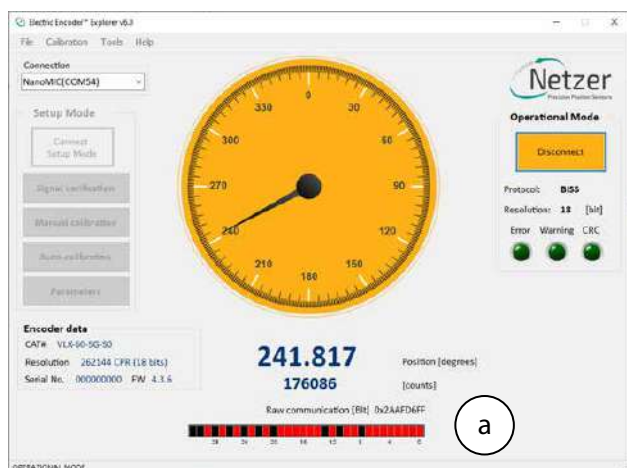 Electric Encoder™ Explorer v6.3
File Calibration Tools Help
Connection
NanoMIC(COM54)
Setup Mode
Connect
Setup Mode
Signal verification
Manual calibration
Auto-calibration
Parameters
0
30
60
90
120
150
180
210
240
270
300
330
Netzer
Precision Position Sensors
Operational Mode
Disconnect
Protocol: BiSS
Resolution: 18 [bit]
Error Warning CRC
Encoder data
CAT# VLX-60-SG-S0
Resolution 262144 CPR (18 bits)
Serial No. 000000000 FW 4.3.6
241.817 Position [degrees]
176086 [counts]
Raw communication [Bit] 0x2AAFD6FF
a
OPERATIONAL MODE